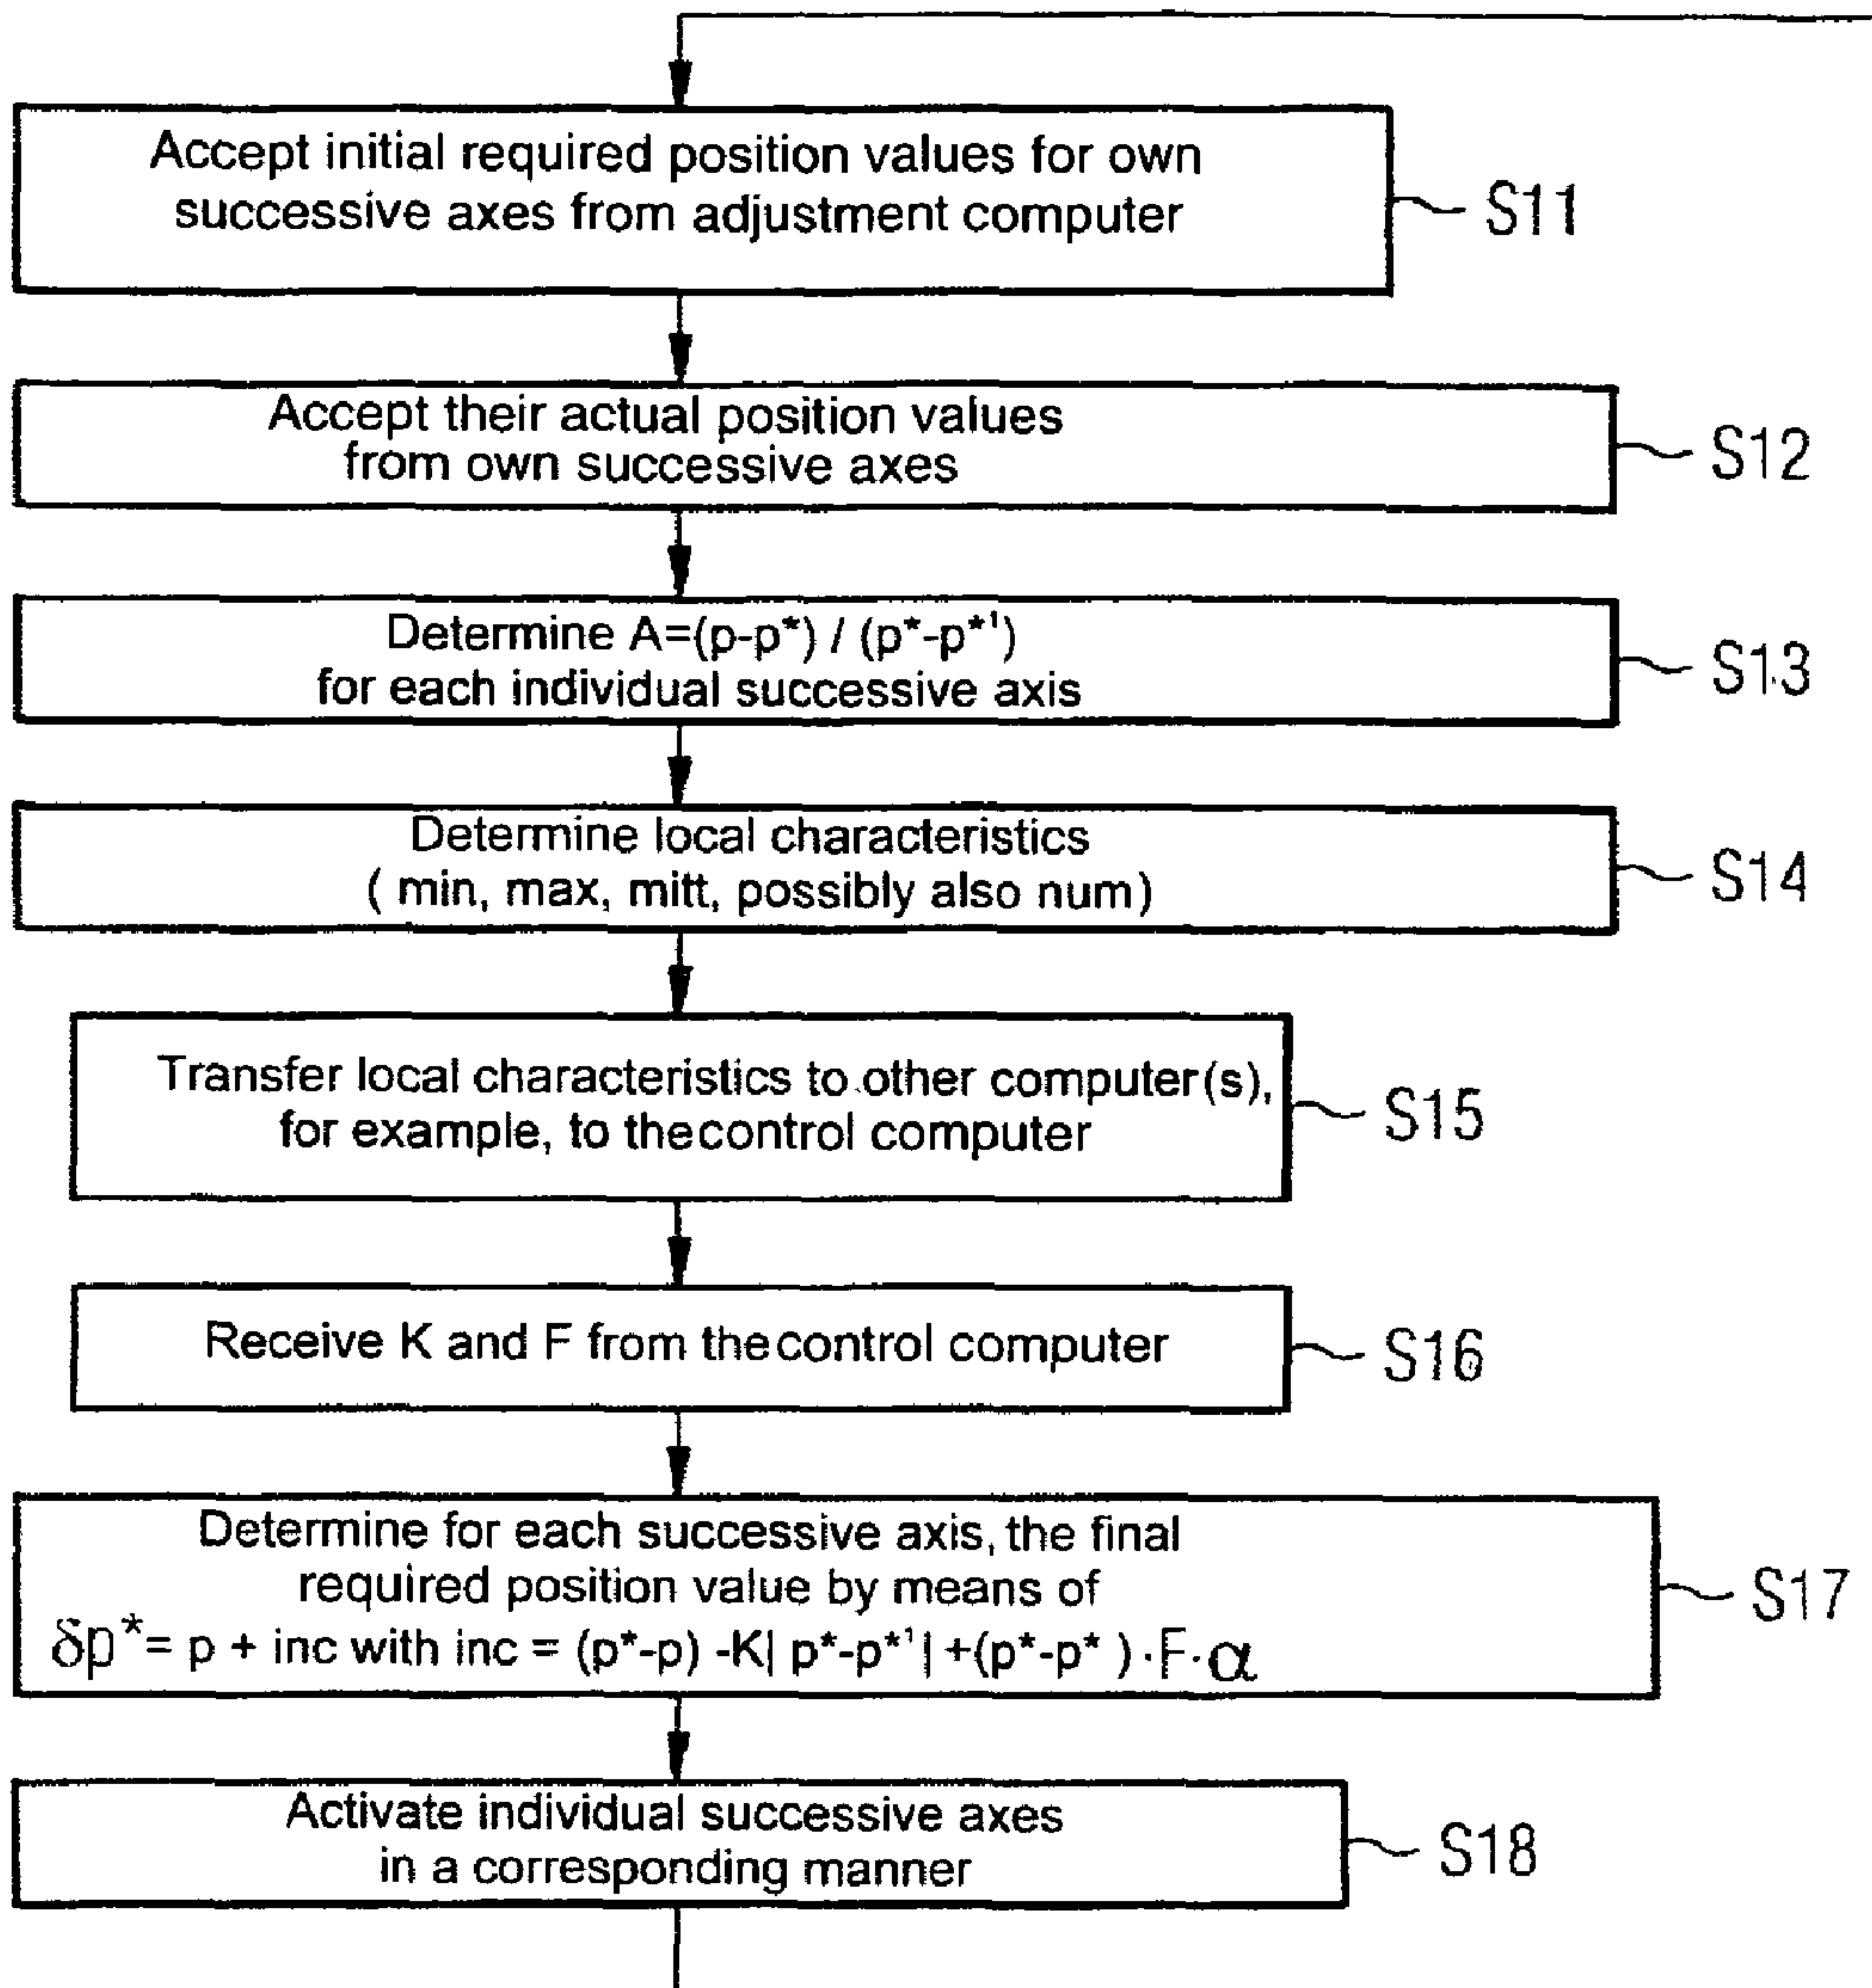 Accept initial required position values for own
successive axes from adjustment computer
S11
Accept their actual position values
from own successive axes
S12
Determine A=(p-p*) / (p*-p*¹)
for each individual successive axis
S13
Determine local characteristics
( min, max, mitt, possibly also num)
S14
Transfer local characteristics to other computer(s),
for example, to thecontrol computer
S15
Receive K and F from thecontrol computer
S16
Determine for each successive axis, the final
required position value by means of
δp*= p + inc with inc = (p*-p) -K| p*-p*¹| +(p*-p* ) ·F·α
S17
Activate individual successive axes
in a corresponding manner
S18